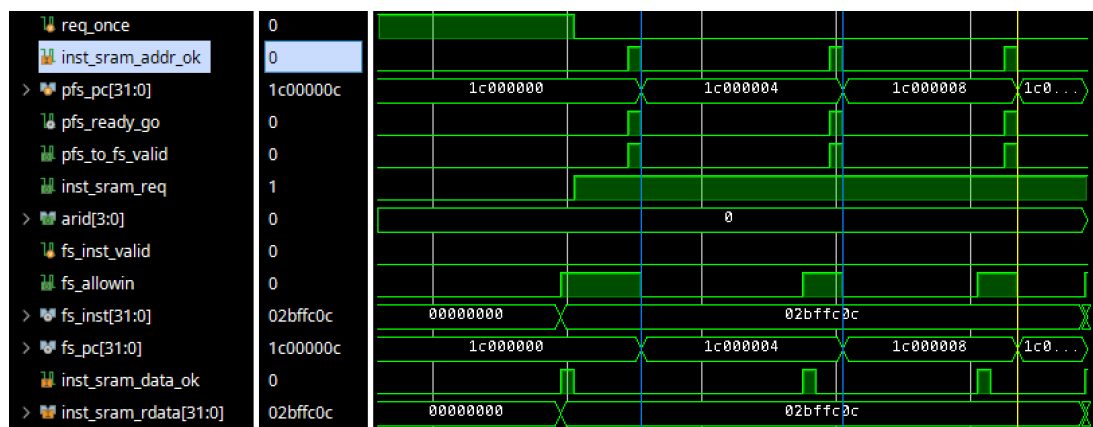 req_once 0
inst_sram_addr_ok 0
pfs_pc[31:0] 1c00000c 1c000000 1c000004 1c000008 1c0...
pfs_ready_go 0
pfs_to_fs_valid 0
inst_sram_req 1
arid[3:0] 0 0
fs_inst_valid 0
fs_allowin 0
fs_inst[31:0] 02bffc0c 00000000 02bffc0c
fs_pc[31:0] 1c00000c 1c000000 1c000004 1c000008 1c0...
inst_sram_data_ok 0
inst_sram_rdata[31:0] 02bffc0c 00000000 02bffc0c